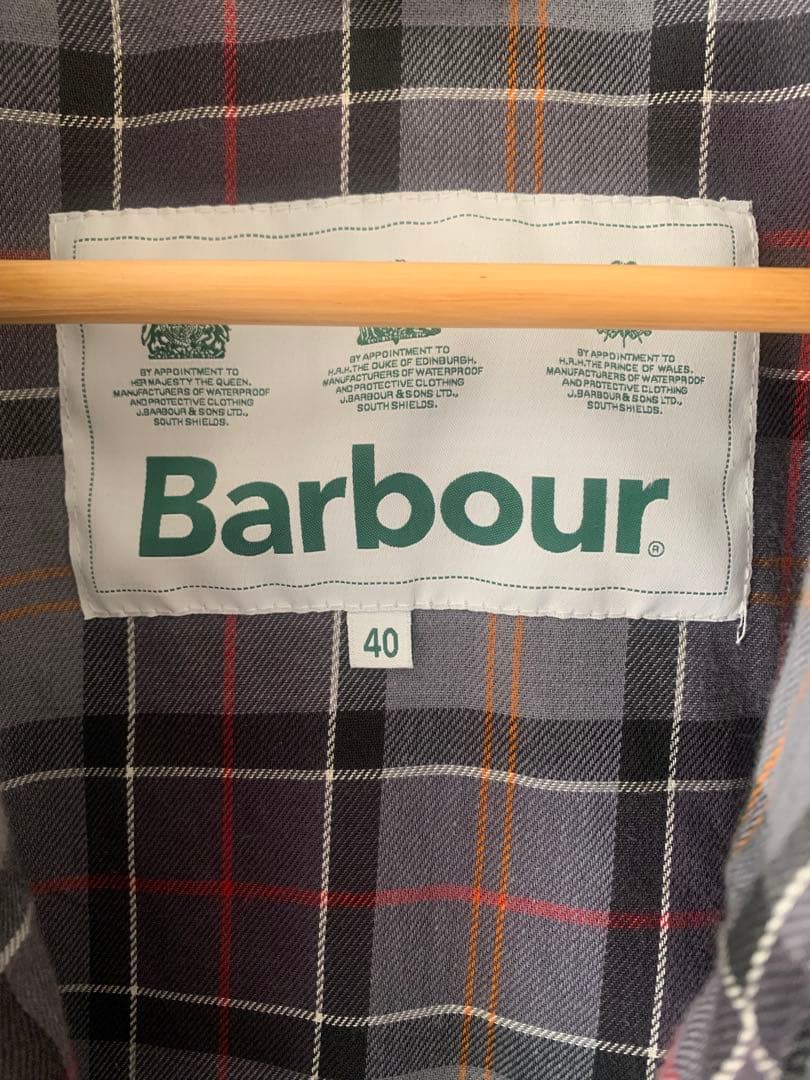 BY APPOINTMENT TO
HER MAJESTY THE QUEEN.
MANUFACTURERS OF WATERPROOF
AND PROTECTIVE CLOTHING
J.BARBOUR & SONS LTD.,
SOUTH SHIELDS.
BY APPOINTMENT TO
H.R.H. THE DUKE OF EDINBURGH.
MANUFACTURERS OF WATERPROOF
AND PROTECTIVE CLOTHING
J.BARBOUR & SONS LTD.,
SOUTH SHIELDS.
BY APPOINTMENT TO
H.R.H. THE PRINCE OF WALES.
MANUFACTURERS OF WATERPROOF
AND PROTECTIVE CLOTHING
J.BARBOUR & SONS LTD.,
SOUTH SHIELDS.
Barbour®
40